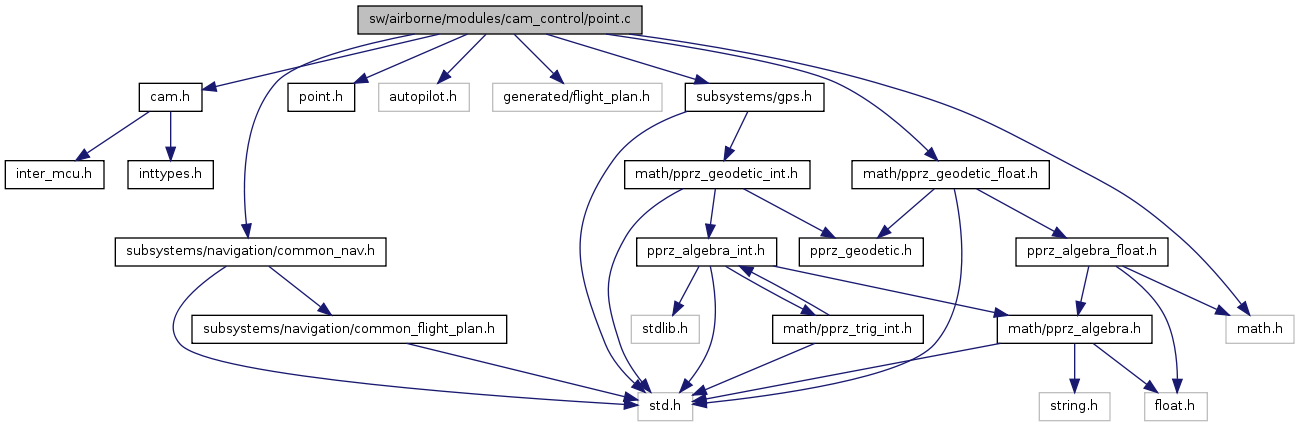 sw/airborne/modules/cam_control/point.c
cam.h
point.h
autopilot.h
generated/flight_plan.h
subsystems/gps.h
inter_mcu.h
inttypes.h
math/pprz_geodetic_int.h
math/pprz_geodetic_float.h
subsystems/navigation/common_nav.h
pprz_algebra_int.h
pprz_geodetic.h
pprz_algebra_float.h
subsystems/navigation/common_flight_plan.h
stdlib.h
math/pprz_trig_int.h
math/pprz_algebra.h
math.h
std.h
string.h
float.h